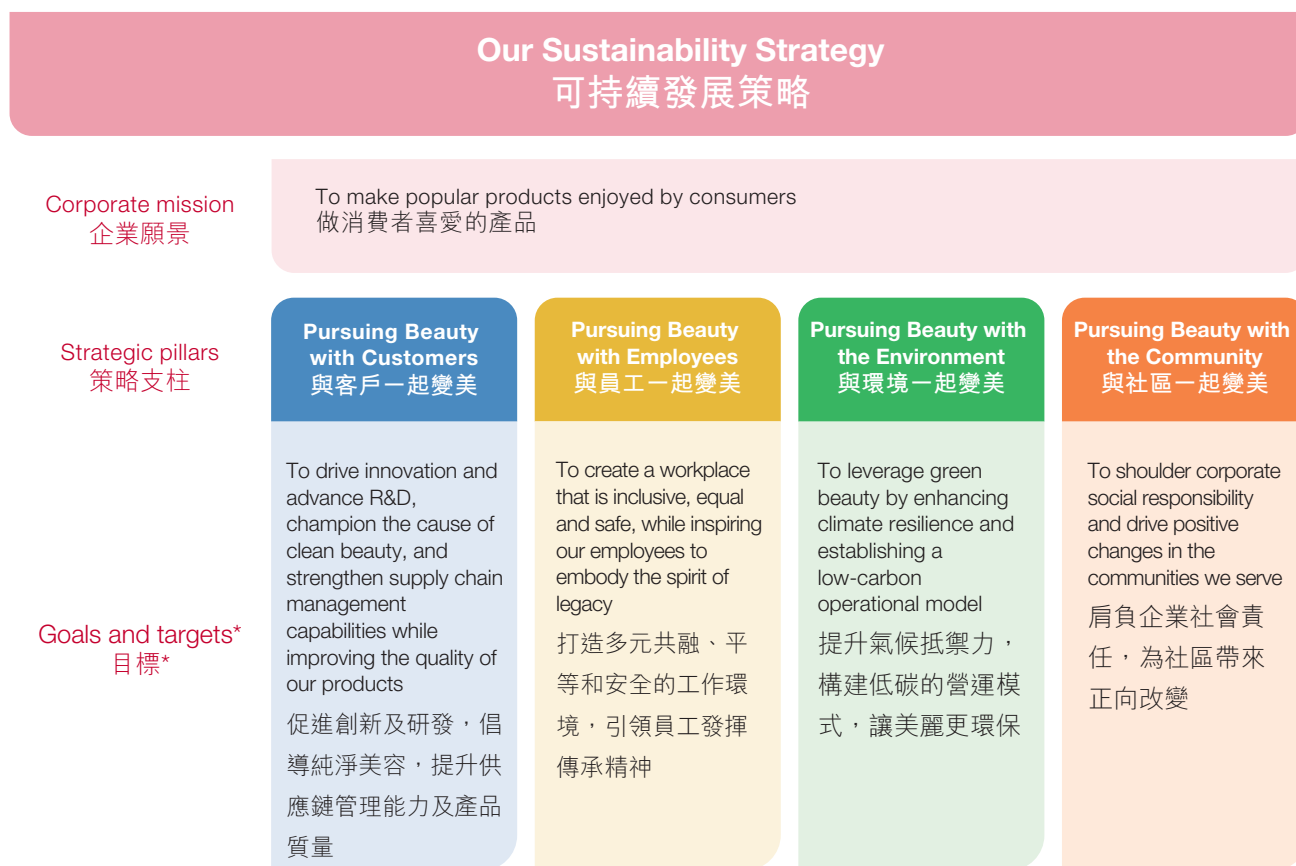 Our Sustainability Strategy
可持續發展策略
Corporate mission
企業願景
To make popular products enjoyed by consumers
做消費者喜愛的產品
Strategic pillars
策略支柱
Pursuing Beauty
with Customers
與客戶一起變美
Pursuing Beauty
with Employees
與員工一起變美
Pursuing Beauty with
the Environment
與環境一起變美
Pursuing Beauty with
the Community
與社區一起變美
Goals and targets*
目標*
To drive innovation and
advance R&D,
champion the cause of
clean beauty, and
strengthen supply chain
management
capabilities while
improving the quality of
our products
促進創新及研發，倡
導純淨美容，提升供
應鏈管理能力及產品
質量
To create a workplace
that is inclusive, equal
and safe, while inspiring
our employees to
embody the spirit of
legacy
打造多元共融、平
等和安全的工作環
境，引領員工發揮
傳承精神
To leverage green
beauty by enhancing
climate resilience and
establishing a
low-carbon
operational model
提升氣候抵禦力，
構建低碳的營運模
式，讓美麗更環保
To shoulder corporate
social responsibility
and drive positive
changes in the
communities we serve
肩負企業社會責
任，為社區帶來
正向改變